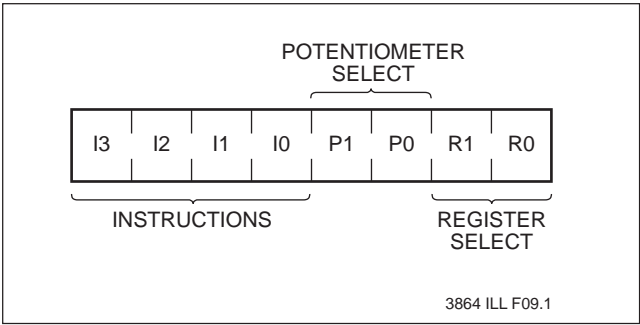 POTENTIOMETER
SELECT
I3 I2 I1 I0 P1 P0 R1 R0
INSTRUCTIONS
REGISTER
SELECT
3864 ILL F09.1